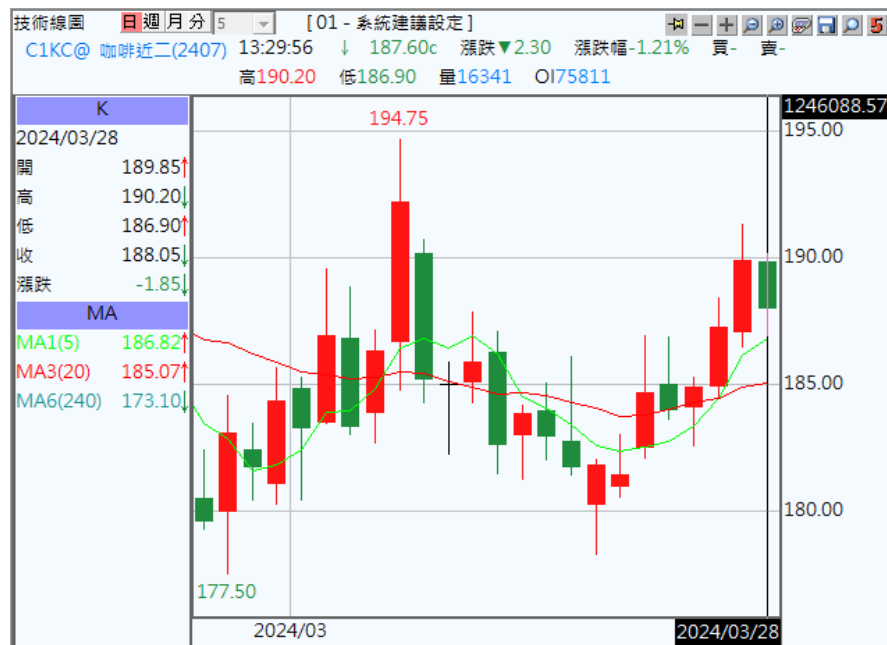 技術線圖 日 週 月 分 5 [ 01 - 系統建議設定 ]
C1KC@ 咖啡近二(2407) 13:29:56 ↓ 187.60c 漲跌▼2.30 漲跌幅-1.21% 買- 賣-
高190.20 低186.90 量16341 OI75811
K
2024/03/28
開 189.85↑
高 190.20↓
低 186.90↑
收 188.05↓
漲跌 -1.85↓
MA
MA1(5) 186.82↑
MA3(20) 185.07↑
MA6(240) 173.10↓
1246088.57
194.75
195.00
190.00
185.00
180.00
177.50
2024/03
2024/03/28